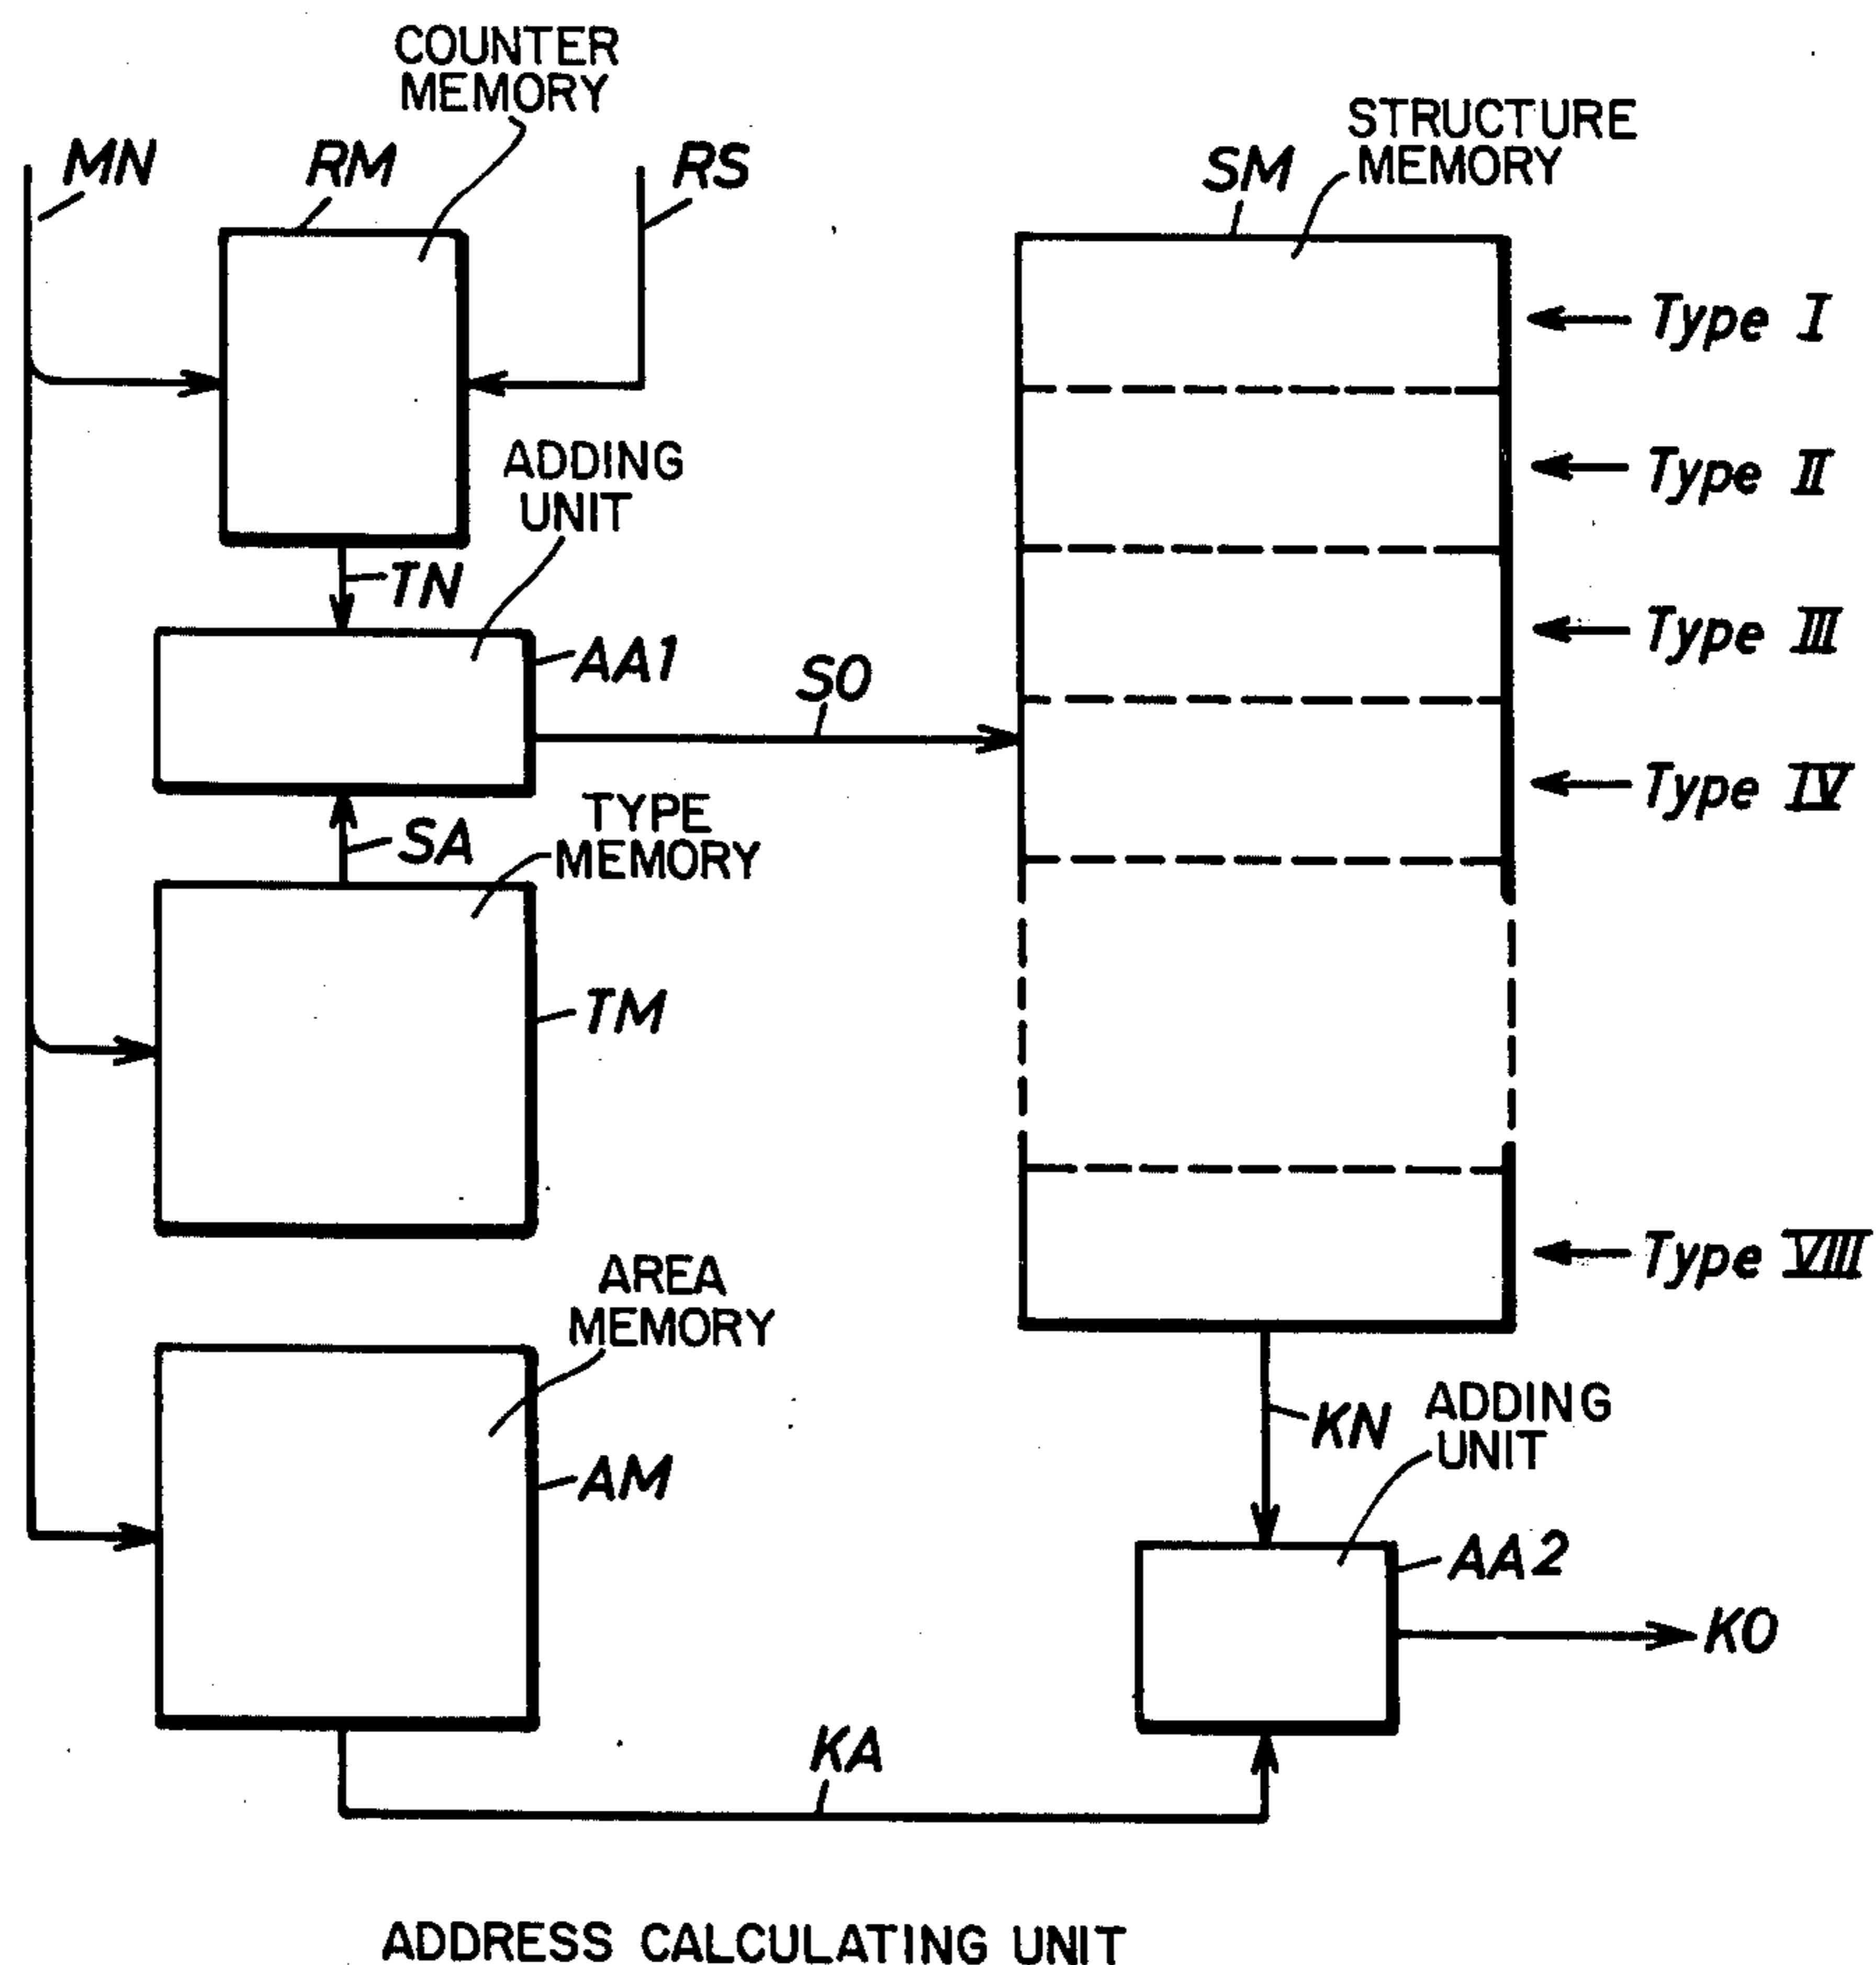 COUNTER
MEMORY
MN
RM
RS
STRUCTURE
MEMORY
SM
Type I
ADDING
UNIT
Type II
TN
AA1
SO
Type III
SA
TYPE
MEMORY
Type IV
TM
AREA
MEMORY
Type VIII
AM
KN
ADDING
UNIT
AA2
KO
KA
ADDRESS CALCULATING UNIT